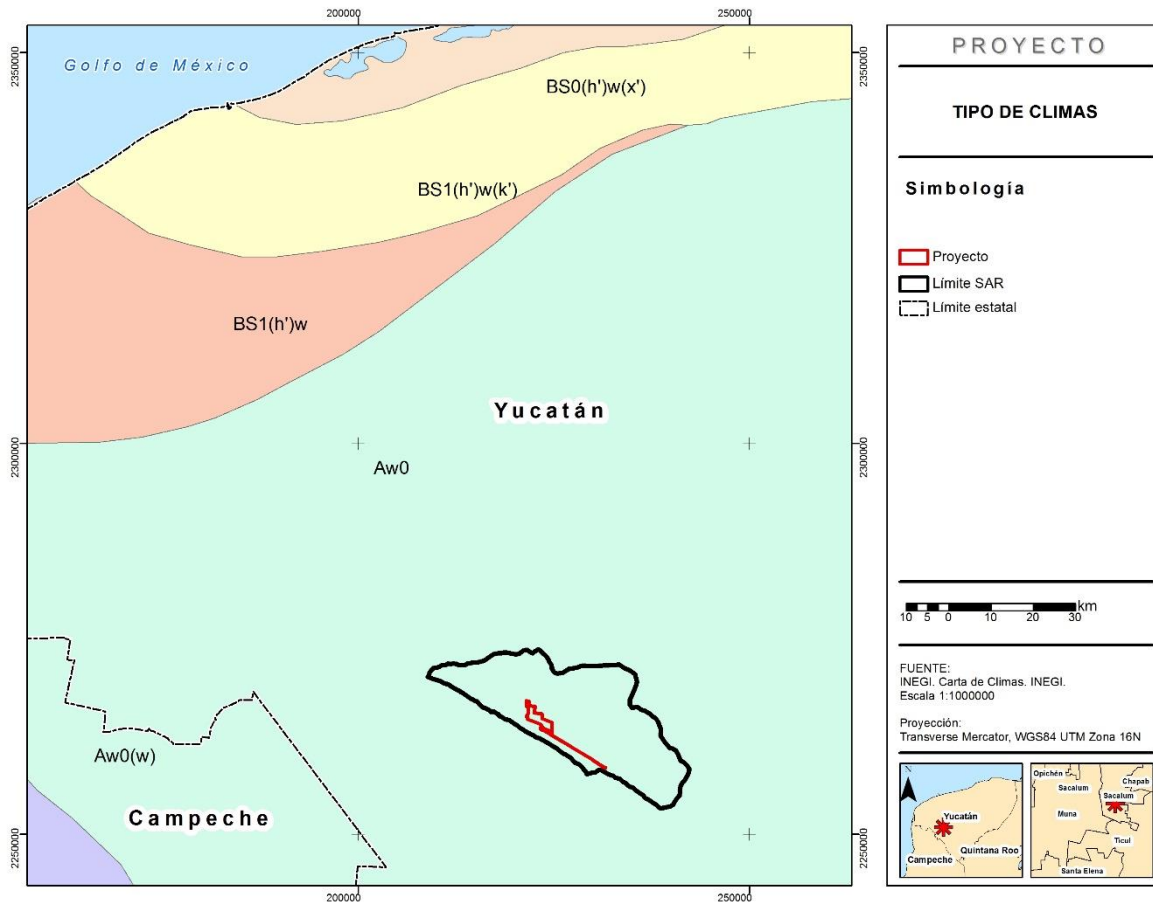 200000
250000
2350000
2350000
Golfo de México
BS0(h')w(x')
BS1(h')w(k')
BS1(h')w
Yucatán
2300000
2300000
Aw0
Aw0(w)
Campeche
2250000
2250000
200000
250000
PROYECTO
TIPO DE CLIMAS
Simbología
Proyecto
Límite SAR
Límite estatal
km
10 5 0 10 20 30
FUENTE:
INEGI. Carta de Climas. INEGI.
Escala 1:1000000
Proyección:
Transverse Mercator, WGS84 UTM Zona 16N
N
Yucatán
Quintana Roo
Campeche
Opichén
Sacalum
Chapab
Sacalum
Muna
Ticul
Santa Elena